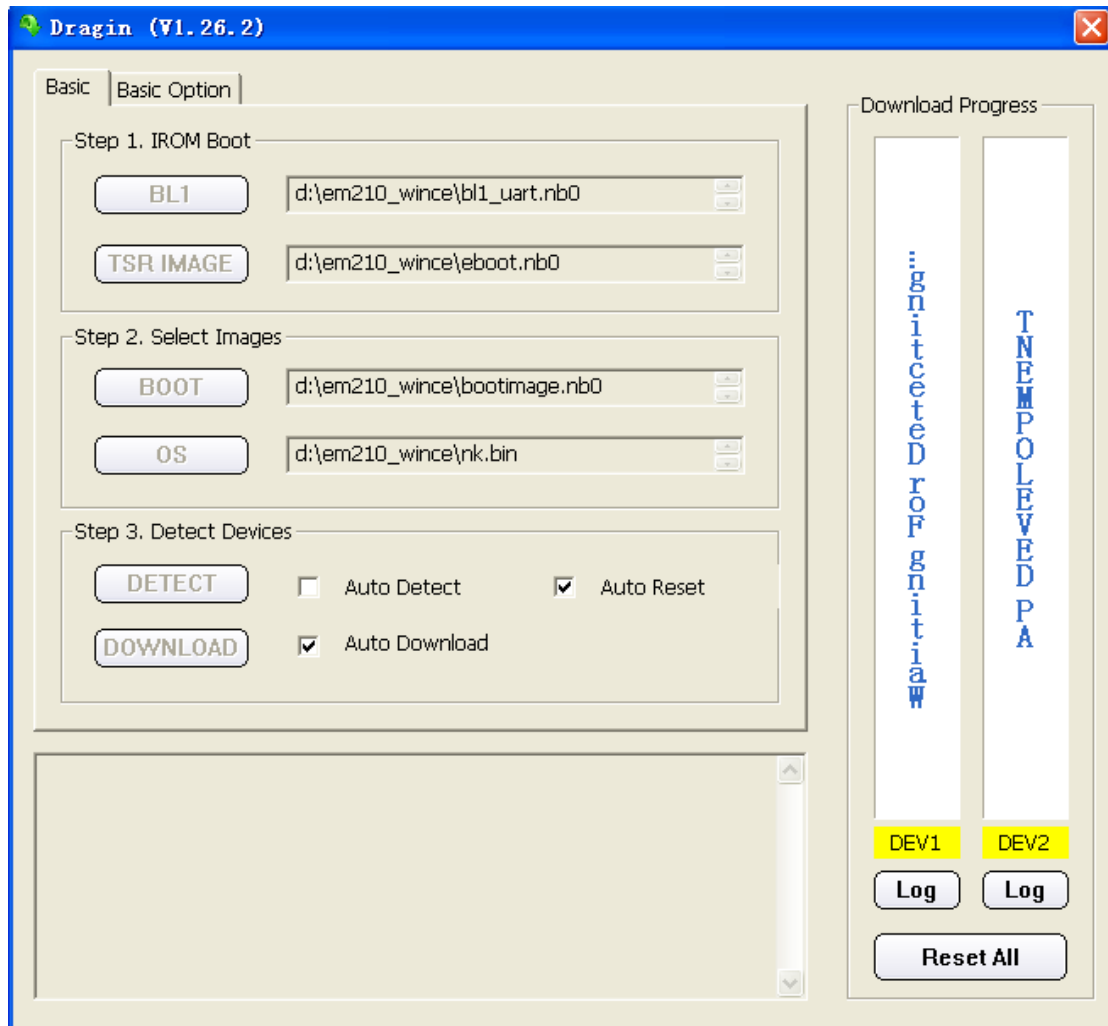 Dragin (V1.26.2)
Basic
Basic Option
Step 1. IROM Boot
BL1
d:\em210_wince\bl1_uart.nb0
TSR IMAGE
d:\em210_wince\eboot.nb0
Step 2. Select Images
BOOT
d:\em210_wince\bootimage.nb0
OS
d:\em210_wince\nk.bin
Step 3. Detect Devices
DETECT
Auto Detect
Auto Reset
DOWNLOAD
Auto Download
Download Progress
Waiting For Detecting...
AP DEVELOPMENT
DEV1
DEV2
Log
Log
Reset All